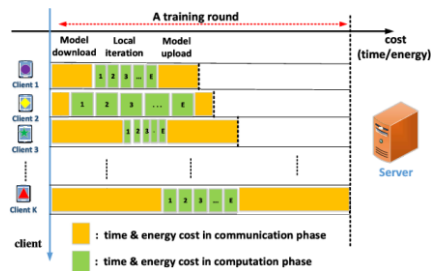 A training round
Model download
Local iteration
Model upload
cost (time/energy)
1 2 3 ... E
Client 1
1 2 3 ... E
Client 2
1 2 3 .. E
Client 3
Server
1 2 3 ... E
Client K
client
: time & energy cost in communication phase
: time & energy cost in computation phase